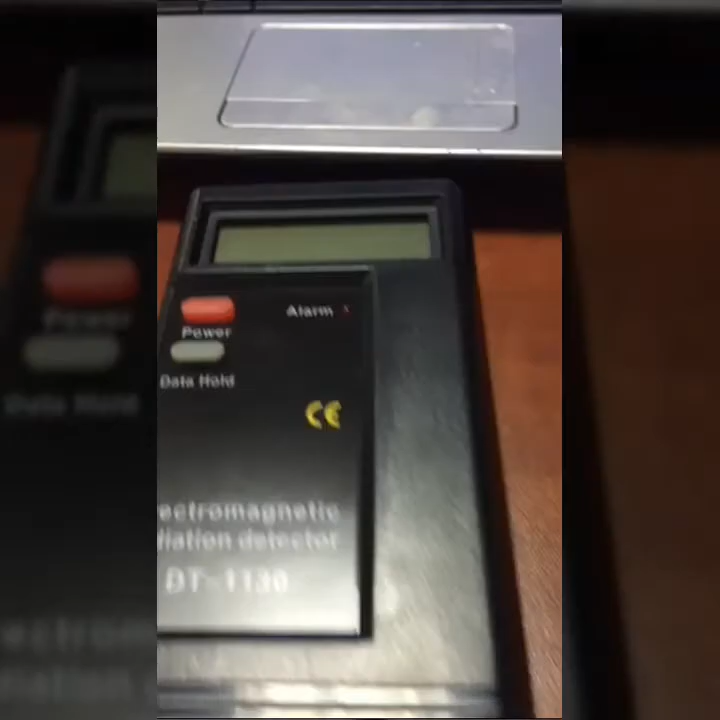 Alarm
Power
Data Hold
CE
ectromagnetic
diation detector
DT-1130